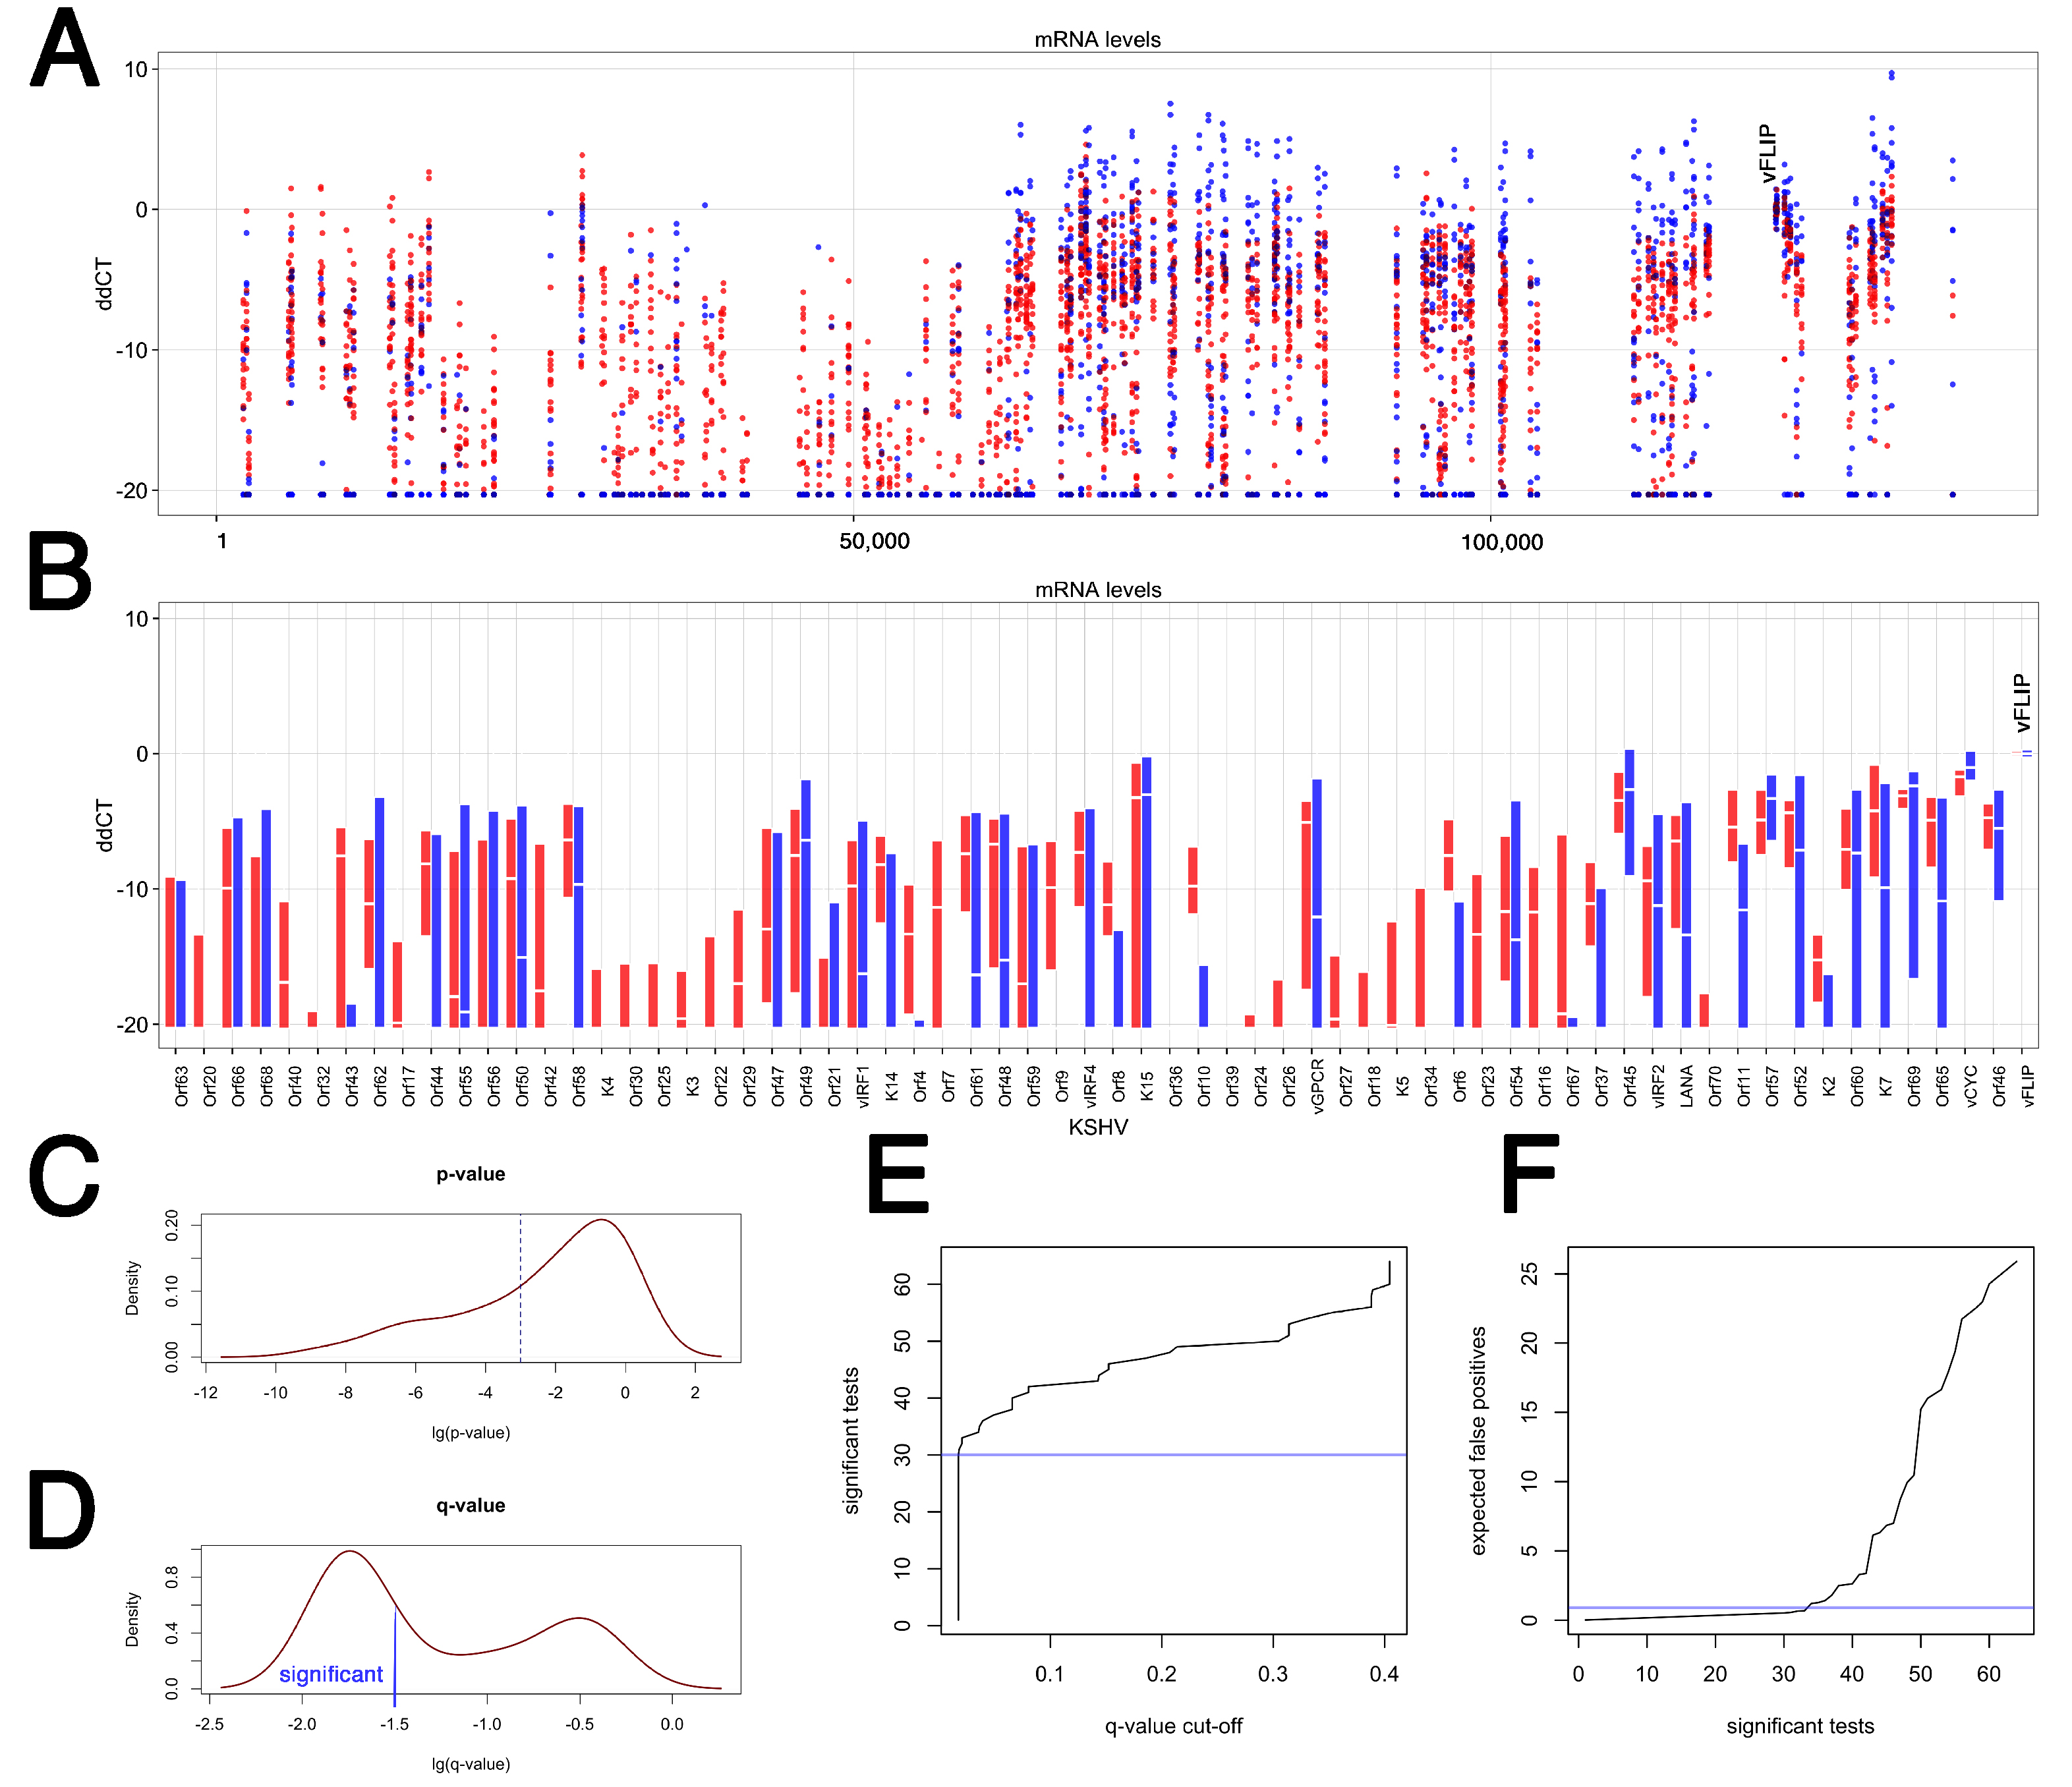 A
mRNA levels
10
0
-10
-20
ddCT
vFLIP
1
50,000
100,000
B
mRNA levels
10
0
-10
-20
ddCT
vFLIP
Orf63
Orf20
Orf66
Orf68
Orf40
Orf32
Orf43
Orf62
Orf17
Orf44
Orf55
Orf56
Orf50
Orf42
Orf58
K4
Orf30
Orf25
K3
Orf22
Orf29
Orf47
Orf49
Orf21
vIRF1
K14
Orf4
Orf7
Orf61
Orf48
Orf59
Orf9
vIRF4
Orf8
K15
Orf36
Orf10
Orf39
Orf24
Orf26
vGPCR
Orf27
Orf18
K5
Orf34
Orf6
Orf23
Orf54
Orf16
Orf67
Orf37
Orf45
vIRF2
LANA
Orf70
Orf11
Orf57
Orf52
K2
Orf60
K7
Orf69
Orf65
vCYC
Orf46
vFLIP
KSHV
C
p-value
0.20
0.10
0.00
Density
-12
-10
-8
-6
-4
-2
0
2
lg(p-value)
D
q-value
0.8
0.4
0.0
Density
significant
-2.5
-2.0
-1.5
-1.0
-0.5
0.0
lg(q-value)
E
60
50
40
30
20
10
0
significant tests
0.1
0.2
0.3
0.4
q-value cut-off
F
25
20
15
10
5
0
expected false positives
0
10
20
30
40
50
60
significant tests